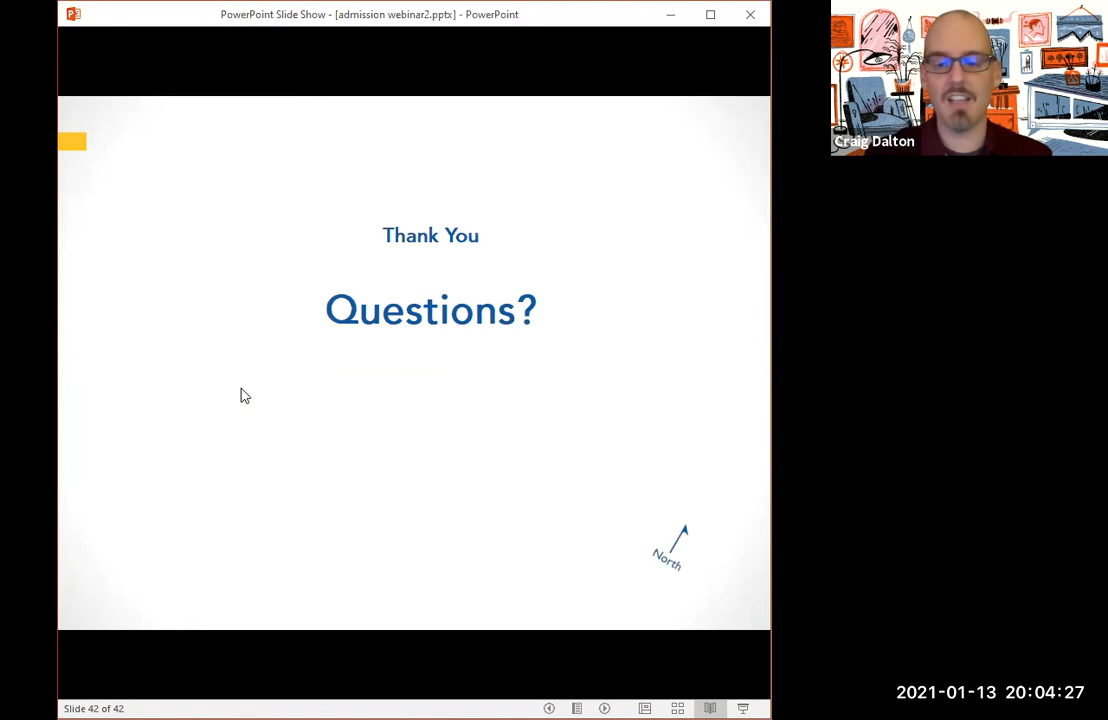 PowerPoint Slide Show - [admission webinar2.pptx] - PowerPoint
Craig Dalton
Thank You
Questions?
North
Slide 42 of 42
2021-01-13 20:04:27